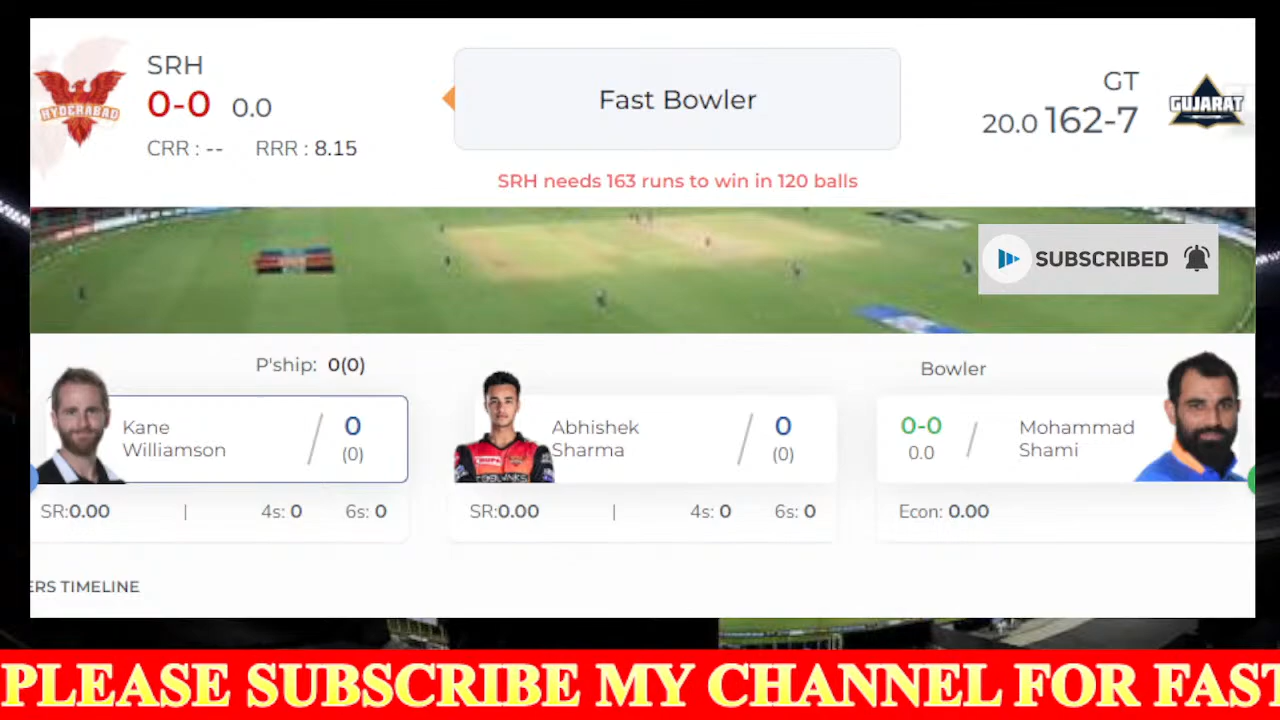 SRH
0-0 0.0
CRR : -- RRR : 8.15
HYDERABAD
Fast Bowler
SRH needs 163 runs to win in 120 balls
GT
20.0 162-7
GUJARAT
SUBSCRIBED
P'ship: 0(0)
Kane
Williamson
0
(0)
SR:0.00 | 4s: 0 6s: 0
Abhishek
Sharma
0
(0)
SR:0.00 | 4s: 0 6s: 0
Bowler
0-0
0.0
Mohammad
Shami
Econ: 0.00
ERS TIMELINE
PLEASE SUBSCRIBE MY CHANNEL FOR FAST